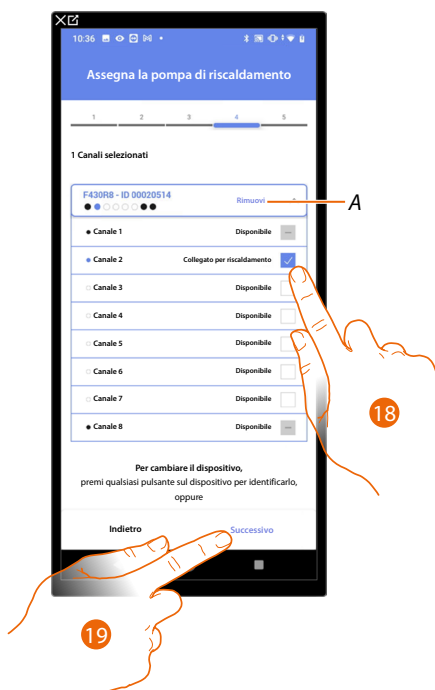 10:36
Assegna la pompa di riscaldamento
1 2 3 4 5
1 Canali selezionati
F430R8 - ID 00020514
Rimuovi
A
Canale 1 Disponibile
Canale 2 Collegato per riscaldamento
Canale 3 Disponibile
Canale 4 Disponibile
Canale 5 Disponibile
Canale 6 Disponibile
Canale 7 Disponibile
Canale 8 Disponibile
18
Per cambiare il dispositivo,
premi qualsiasi pulsante sul dispositivo per identificarlo,
oppure
Indietro Successivo
19